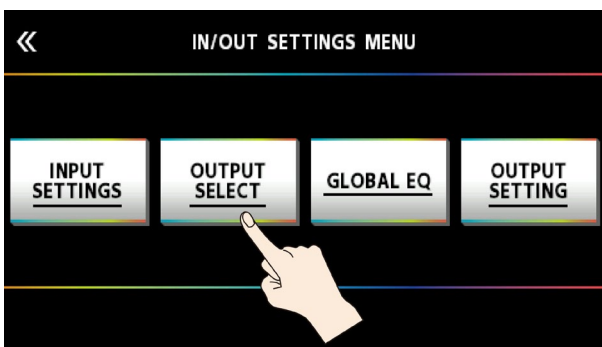 IN/OUT SETTINGS MENU
INPUT
SETTINGS
OUTPUT
SELECT
GLOBAL EQ
OUTPUT
SETTING